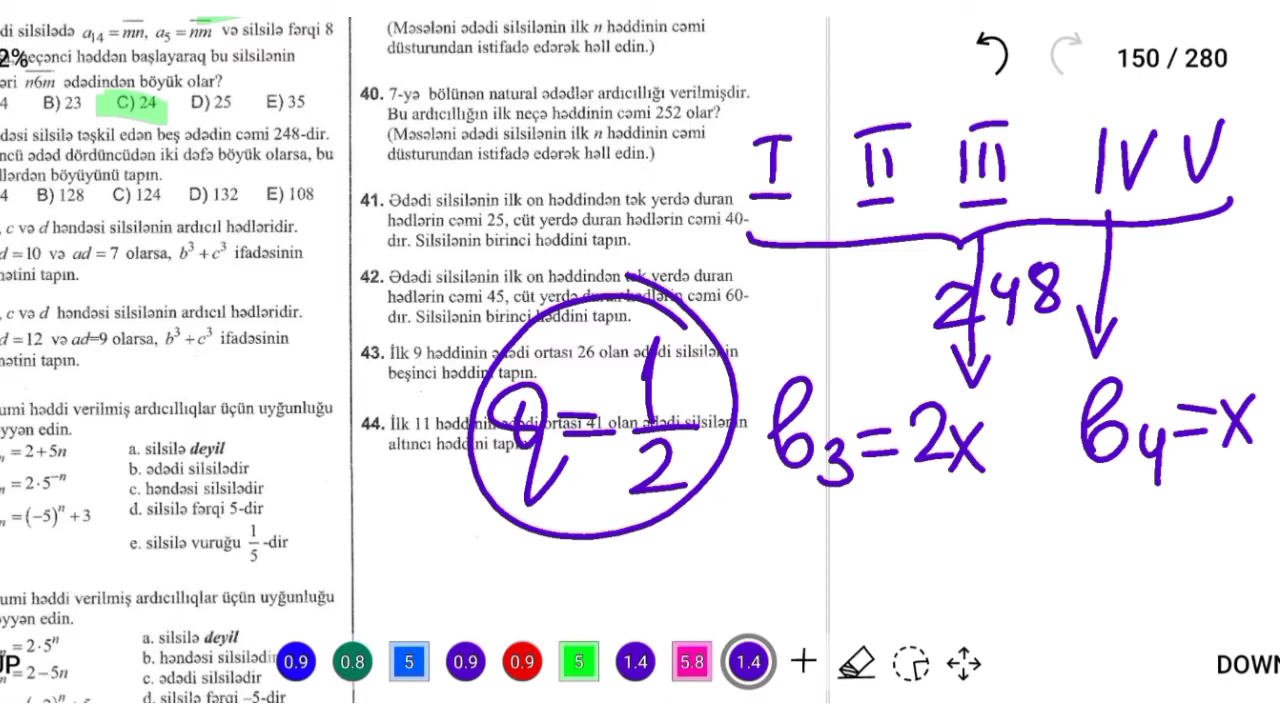 di silsilədə a₁₄ = mn, a₅ = nm və silsilə fərqi 8
2%
eçənci həddən başlayaraq bu silsilənin
əri n6m ədədindən böyük olar?
4 B) 23 C) 24 D) 25 E) 35
dəsi silsilə təşkil edən beş ədədin cəmi 248-dir.
ncü ədəd dördüncüdən iki dəfə böyük olarsa, bu
llərdən böyüyünü tapın.
4 B) 128 C) 124 D) 132 E) 108
, c və d həndəsi silsilənin ardıcıl hədləridir.
d = 10 və ad = 7 olarsa, b³ + c³ ifadəsinin
mətini tapın.
, c və d həndəsi silsilənin ardıcıl hədləridir.
d = 12 və ad=9 olarsa, b³ + c³ ifadəsinin
mətini tapın.
umi həddi verilmiş ardıcıllıqlar üçün uyğunluğu
yyən edin.
n = 2 + 5n a. silsilə deyil
b. ədədi silsilədir
n = 2·5⁻ⁿ c. həndəsi silsilədir
n = (−5)ⁿ + 3 d. silsilə fərqi 5-dir
e. silsilə vuruğu 1/5 -dir
umi həddi verilmiş ardıcıllıqlar üçün uyğunluğu
yyən edin.
= 2·5ⁿ a. silsilə deyil
UP
b. həndəsi silsilədir
n = 2 − 5n c. ədədi silsilədir
d. silsilə fərqi −5-dir
(Məsələni ədədi silsilənin ilk n həddinin cəmi
düsturundan istifadə edərək həll edin.)
40. 7-yə bölünən natural ədədlər ardıcıllığı verilmişdir.
Bu ardıcıllığın ilk neçə həddinin cəmi 252 olar?
(Məsələni ədədi silsilənin ilk n həddinin cəmi
düsturundan istifadə edərək həll edin.)
41. Ədədi silsilənin ilk on həddindən tək yerdə duran
hədlərin cəmi 25, cüt yerdə duran hədlərin cəmi 40-
dır. Silsilənin birinci həddini tapın.
42. Ədədi silsilənin ilk on həddindən tək yerdə duran
hədlərin cəmi 45, cüt yerdə duran hədlərin cəmi 60-
dır. Silsilənin birinci həddini tapın.
43. İlk 9 həddinin ədədi ortası 26 olan ədədi silsilənin
beşinci həddini tapın.
44. İlk 11 həddinin ədədi ortası 41 olan ədədi silsilənin
altıncı həddini tapın.
150 / 280
I II III IV V
248
q = 1/2
b₃ = 2x b₄ = x
0.9 0.8 5 0.9 0.9 5 1.4 5.8 1.4
DOWN